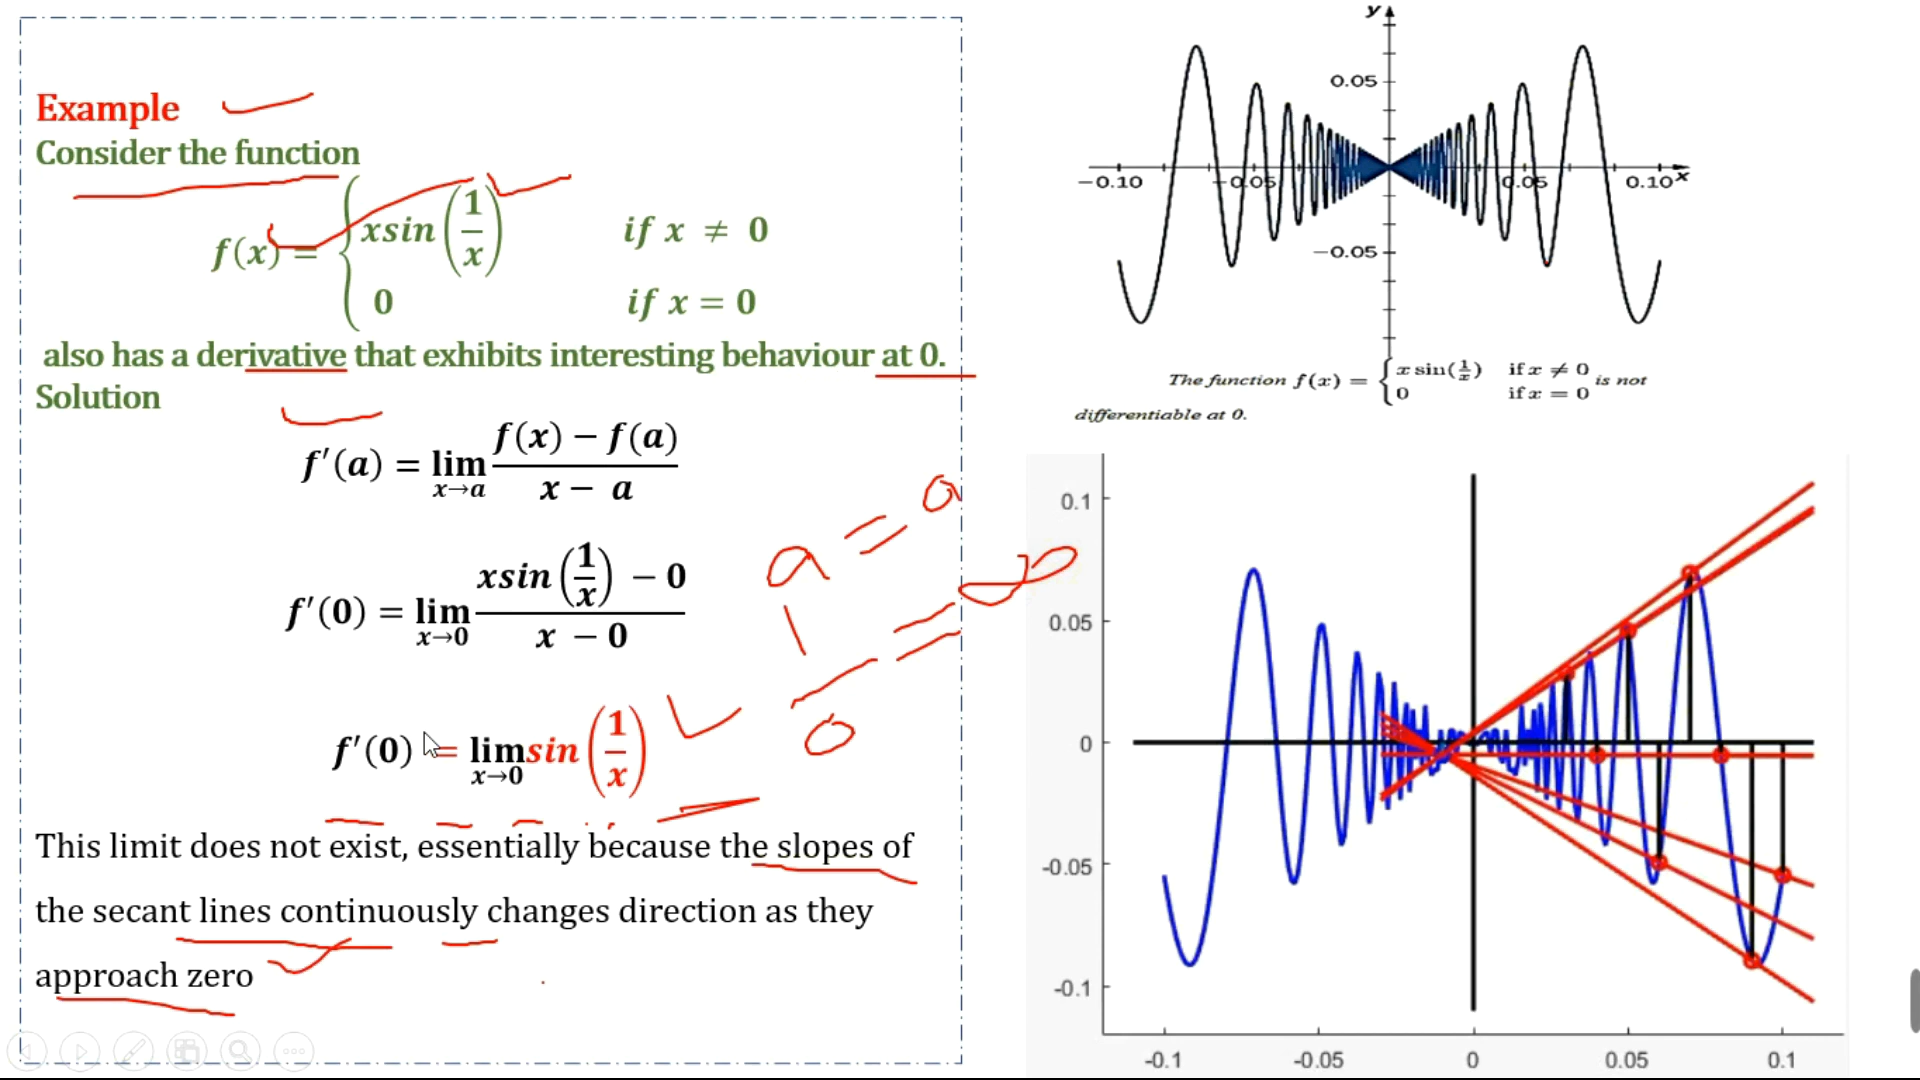 Example
Consider the function
f(x) = { xsin(1/x) if x ≠ 0
0 if x = 0
also has a derivative that exhibits interesting behaviour at 0.
Solution
f′(a) = lim x→a f(x) − f(a) / x − a
f′(0) = lim x→0 xsin(1/x) − 0 / x − 0
f′(0) = lim x→0 sin(1/x)
This limit does not exist, essentially because the slopes of
the secant lines continuously changes direction as they
approach zero
a = 0
1/0 = ∞
y
0.05
−0.10 −0.05 0.05 0.10 x
−0.05
The function f(x) = { x sin(1/x) if x ≠ 0
0 if x = 0 is not
differentiable at 0.
0.1
0.05
0
-0.05
-0.1
-0.1 -0.05 0 0.05 0.1